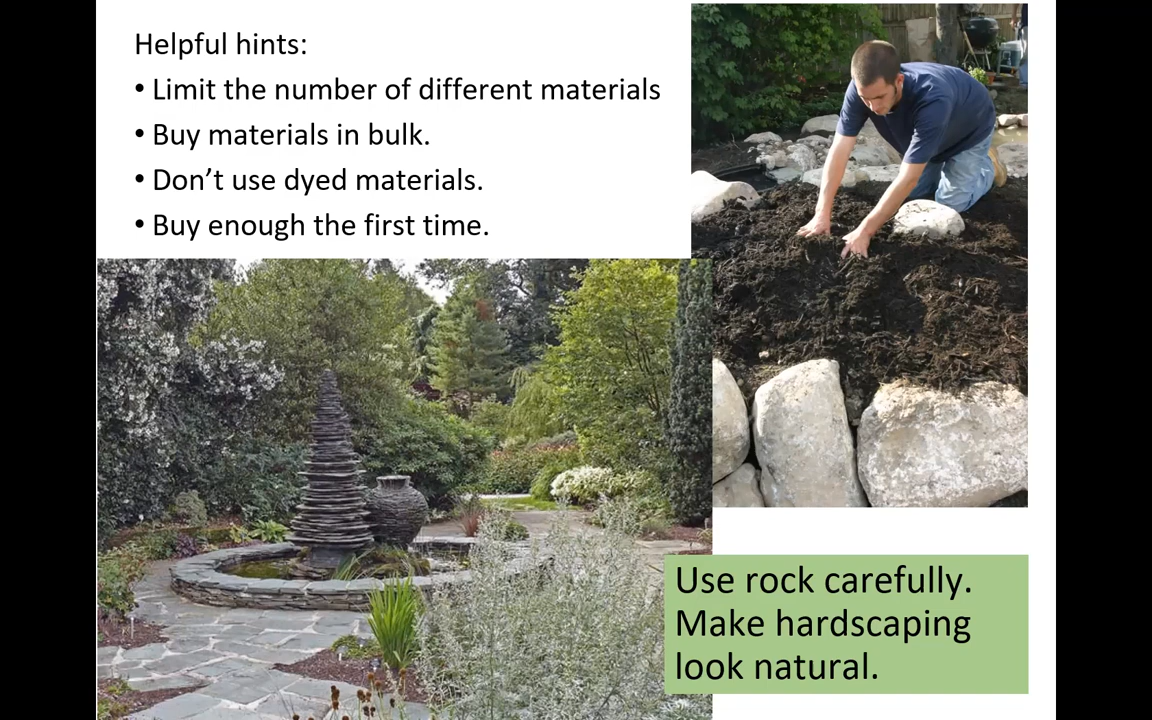 Helpful hints:
• Limit the number of different materials
• Buy materials in bulk.
• Don’t use dyed materials.
• Buy enough the first time.
Use rock carefully.
Make hardscaping
look natural.